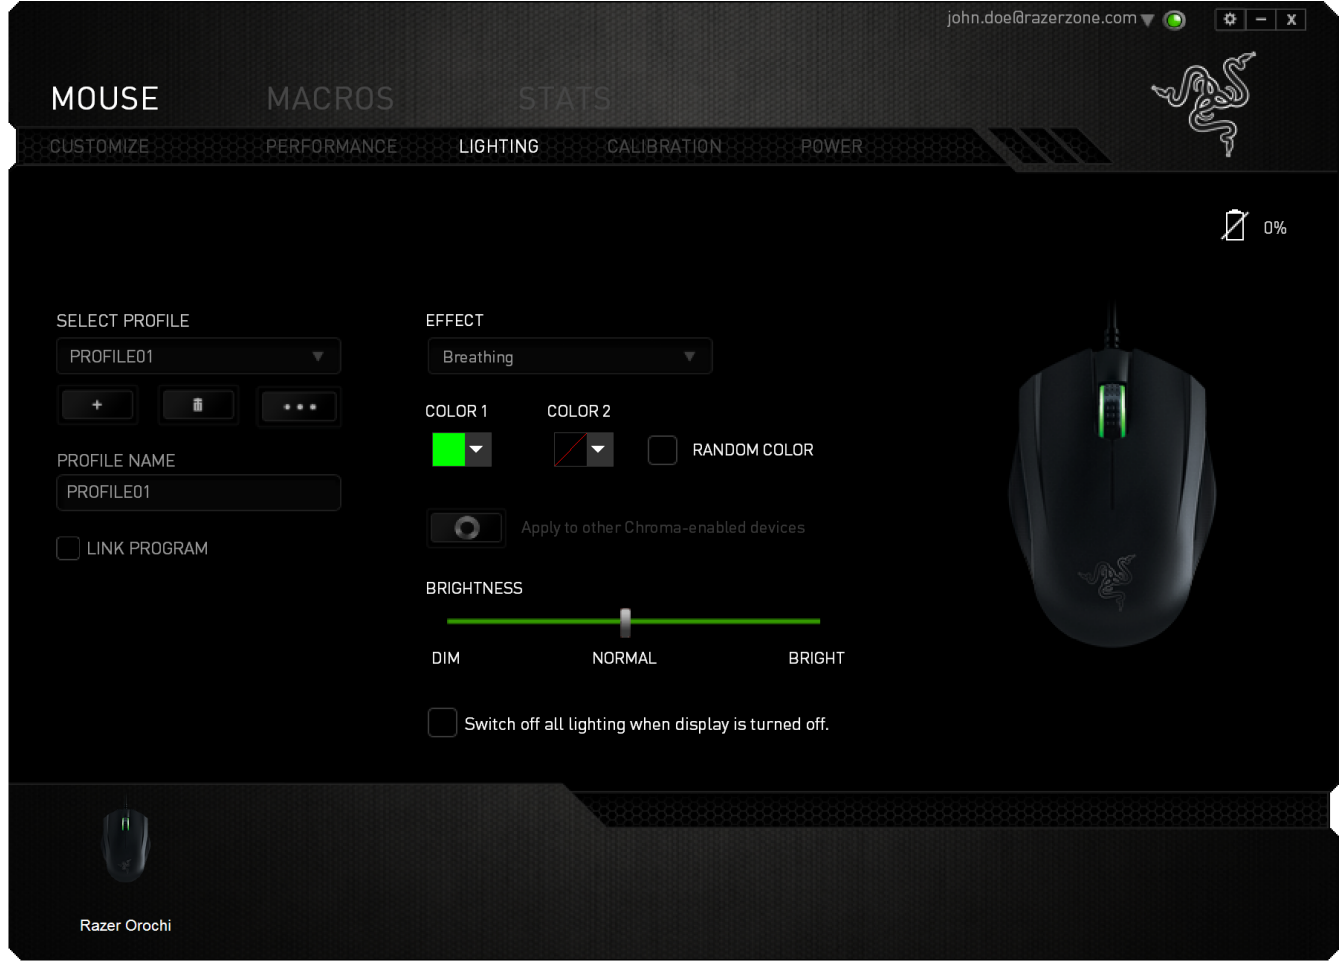 john.doe@razerzone.com
X
MOUSE MACROS STATS
CUSTOMIZE PERFORMANCE LIGHTING CALIBRATION POWER
0%
SELECT PROFILE
PROFILE01
+
PROFILE NAME
PROFILE01
LINK PROGRAM
EFFECT
Breathing
COLOR 1 COLOR 2
RANDOM COLOR
Apply to other Chroma-enabled devices
BRIGHTNESS
DIM NORMAL BRIGHT
Switch off all lighting when display is turned off.
Razer Orochi